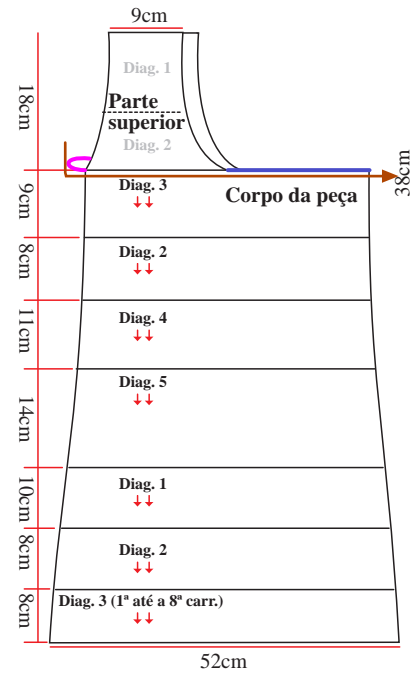 9cm
Diag. 1
18cm
Parte
superior
Diag. 2
38cm
Diag. 3
Corpo da peça
9cm
Diag. 2
8cm
Diag. 4
11cm
Diag. 5
14cm
Diag. 1
10cm
Diag. 2
8cm
Diag. 3 (1ª até a 8ª carr.)
8cm
52cm